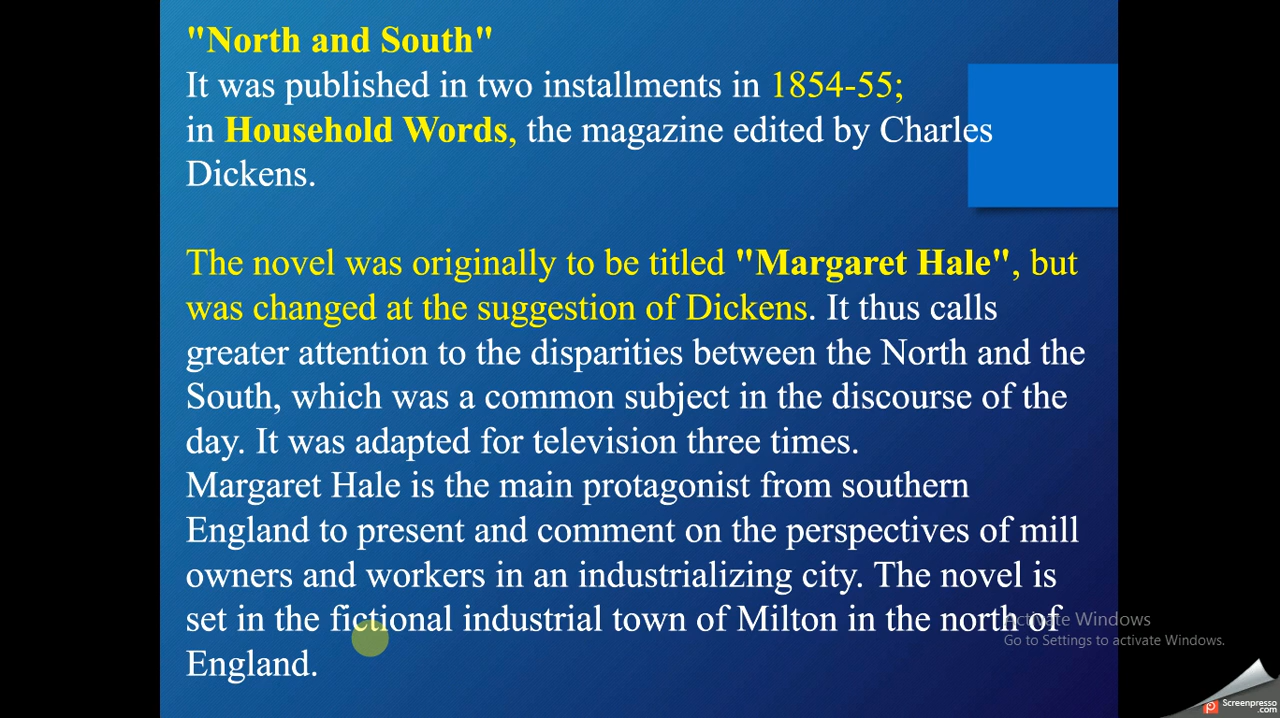 "North and South"
It was published in two installments in 1854-55;
in Household Words, the magazine edited by Charles
Dickens.
The novel was originally to be titled "Margaret Hale", but
was changed at the suggestion of Dickens. It thus calls
greater attention to the disparities between the North and the
South, which was a common subject in the discourse of the
day. It was adapted for television three times.
Margaret Hale is the main protagonist from southern
England to present and comment on the perspectives of mill
owners and workers in an industrializing city. The novel is
set in the fictional industrial town of Milton in the north of
England.
Activate Windows
Go to Settings to activate Windows.
Screenpresso
.com